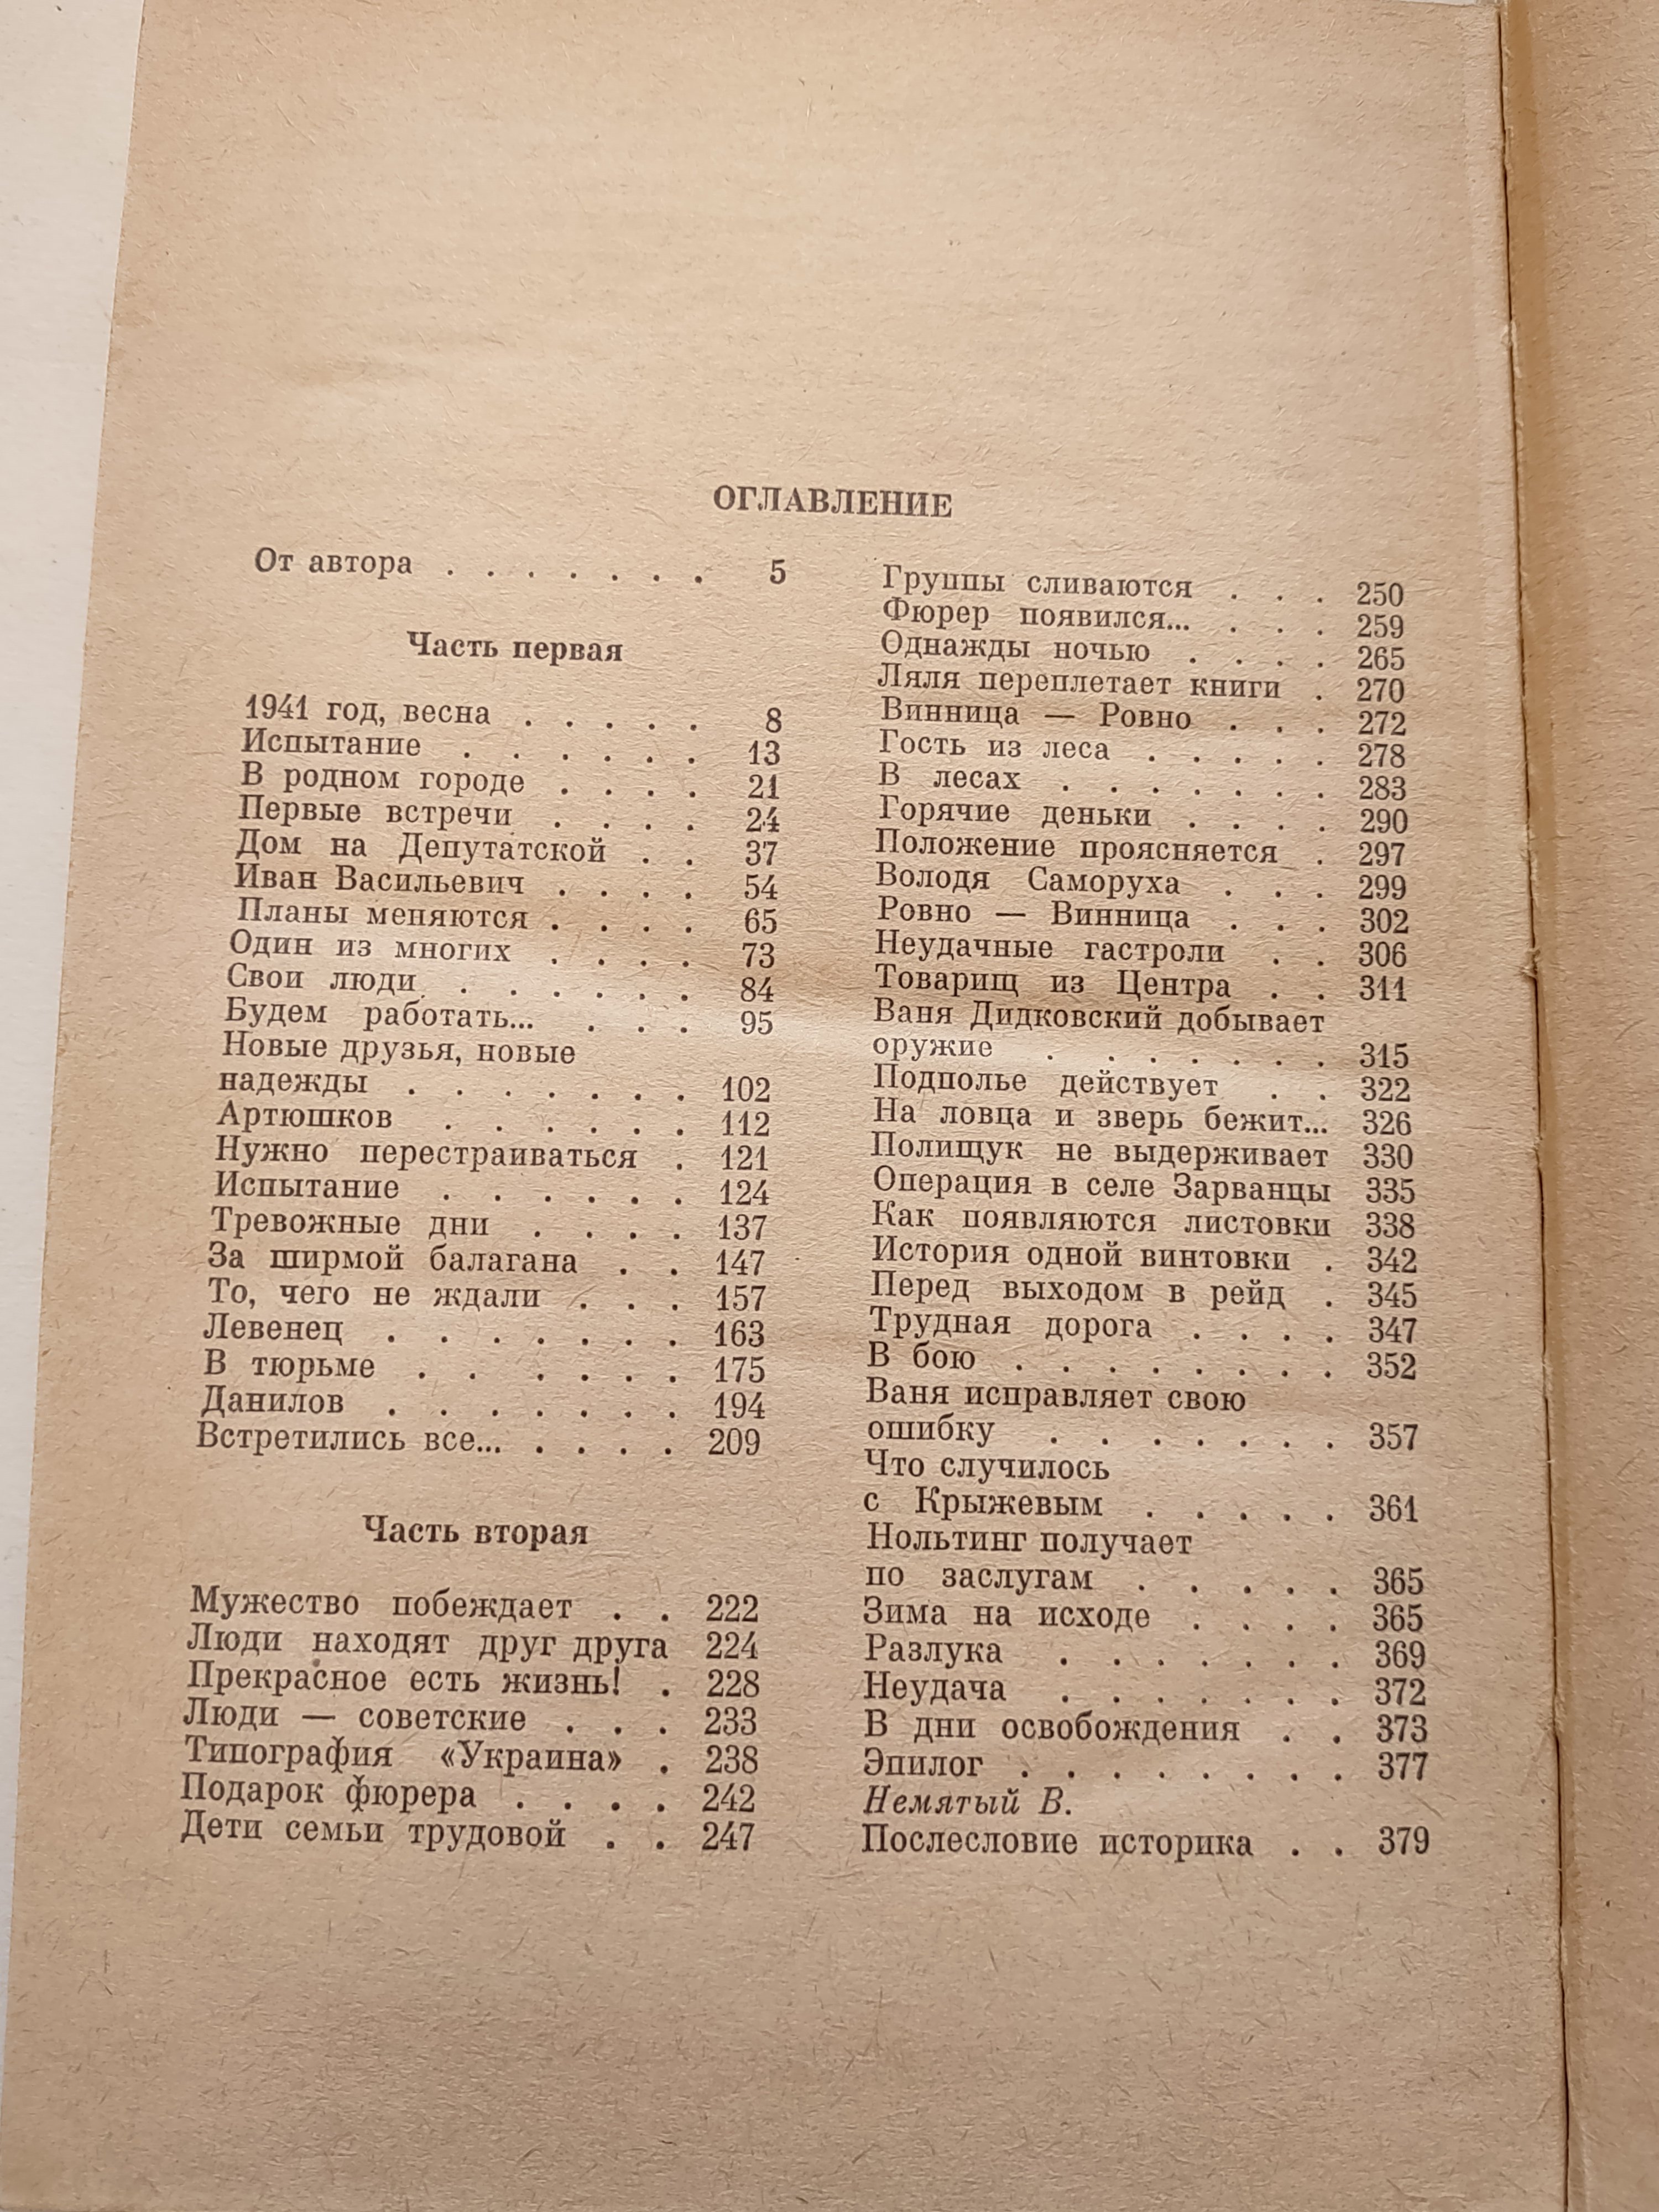 ОГЛАВЛЕНИЕ
От автора . . . . . . . 5
Часть первая
1941 год, весна . . . . . 8
Испытание . . . . . . 13
В родном городе . . . . 21
Первые встречи . . . . 24
Дом на Депутатской . . 37
Иван Васильевич . . . . 54
Планы меняются . . . . 65
Один из многих . . . . 73
Свои люди . . . . . . 84
Будем работать... . . . 95
Новые друзья, новые
надежды . . . . . . . 102
Артюшков . . . . . . 112
Нужно перестраиваться . 121
Испытание . . . . . . 124
Тревожные дни . . . . 137
За ширмой балагана . . 147
То, чего не ждали . . . 157
Левенец . . . . . . . 163
В тюрьме . . . . . . 175
Данилов . . . . . . . 194
Встретились все... . . . . 209
Часть вторая
Мужество побеждает . . 222
Люди находят друг друга 224
Прекрасное есть жизнь! . 228
Люди — советские . . . 233
Типография «Украина» . 238
Подарок фюрера . . . . 242
Дети семьи трудовой . . 247
Группы сливаются . . . 250
Фюрер появился... . . . 259
Однажды ночью . . . . 265
Ляля переплетает книги . 270
Винница — Ровно . . . 272
Гость из леса . . . . . 278
В лесах . . . . . . . 283
Горячие деньки . . . . 290
Положение проясняется . 297
Володя Саморуха . . . 299
Ровно — Винница . . . 302
Неудачные гастроли . . 306
Товарищ из Центра . . 311
Ваня Дидковский добывает
оружие . . . . . . 315
Подполье действует . . 322
На ловца и зверь бежит... 326
Полищук не выдерживает 330
Операция в селе Зарванцы 335
Как появляются листовки 338
История одной винтовки . 342
Перед выходом в рейд . 345
Трудная дорога . . . . 347
В бою . . . . . . . . 352
Ваня исправляет свою
ошибку . . . . . . . 357
Что случилось
с Крыжевым . . . . . 361
Нольтинг получает
по заслугам . . . . . 365
Зима на исходе . . . . 365
Разлука . . . . . . . 369
Неудача . . . . . . . 372
В дни освобождения . . 373
Эпилог . . . . . . . . 377
Немятый В.
Послесловие историка . . 379